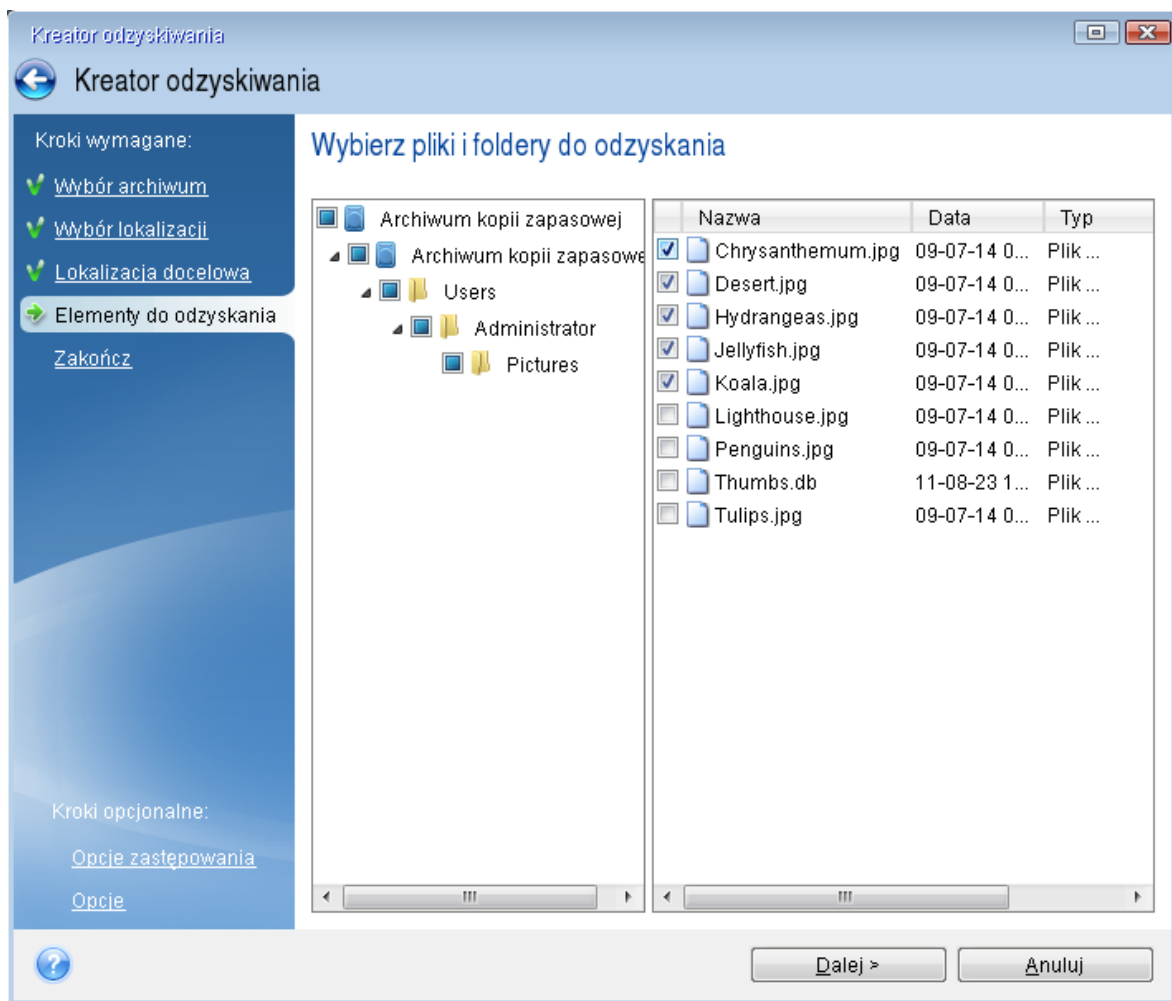 Kreator odzyskiwania
Kreator odzyskiwania
Kroki wymagane:
Wybór archiwum
Wybór lokalizacji
Lokalizacja docelowa
Elementy do odzyskania
Zakończ
Kroki opcjonalne:
Opcje zastępowania
Opcje
Wybierz pliki i foldery do odzyskania
Archiwum kopii zapasowej
Archiwum kopii zapasowe
Users
Administrator
Pictures
Nazwa Data Typ
Chrysanthemum.jpg 09-07-14 0... Plik ...
Desert.jpg 09-07-14 0... Plik ...
Hydrangeas.jpg 09-07-14 0... Plik ...
Jellyfish.jpg 09-07-14 0... Plik ...
Koala.jpg 09-07-14 0... Plik ...
Lighthouse.jpg 09-07-14 0... Plik ...
Penguins.jpg 09-07-14 0... Plik ...
Thumbs.db 11-08-23 1... Plik ...
Tulips.jpg 09-07-14 0... Plik ...
Dalej >
Anuluj